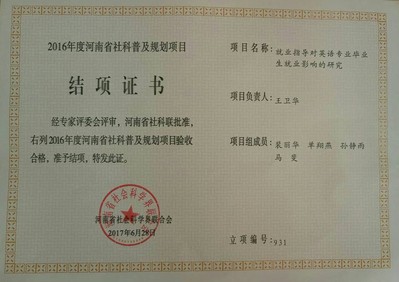 2016年度河南省社科普及规划项目
结项证书
经专家评委会评审，河南省社科联批准，
右列2016年度河南省社科普及规划项目验收
合格，准予结项，特发此证。
河南省社会科学界联合会
2017年6月28日
项目名称：就业指导对英语专业毕业
生就业影响的研究
项目负责人：王卫华
项目组成员：裴丽华 单翔燕 孙静雨
马 雯
立项编号：931